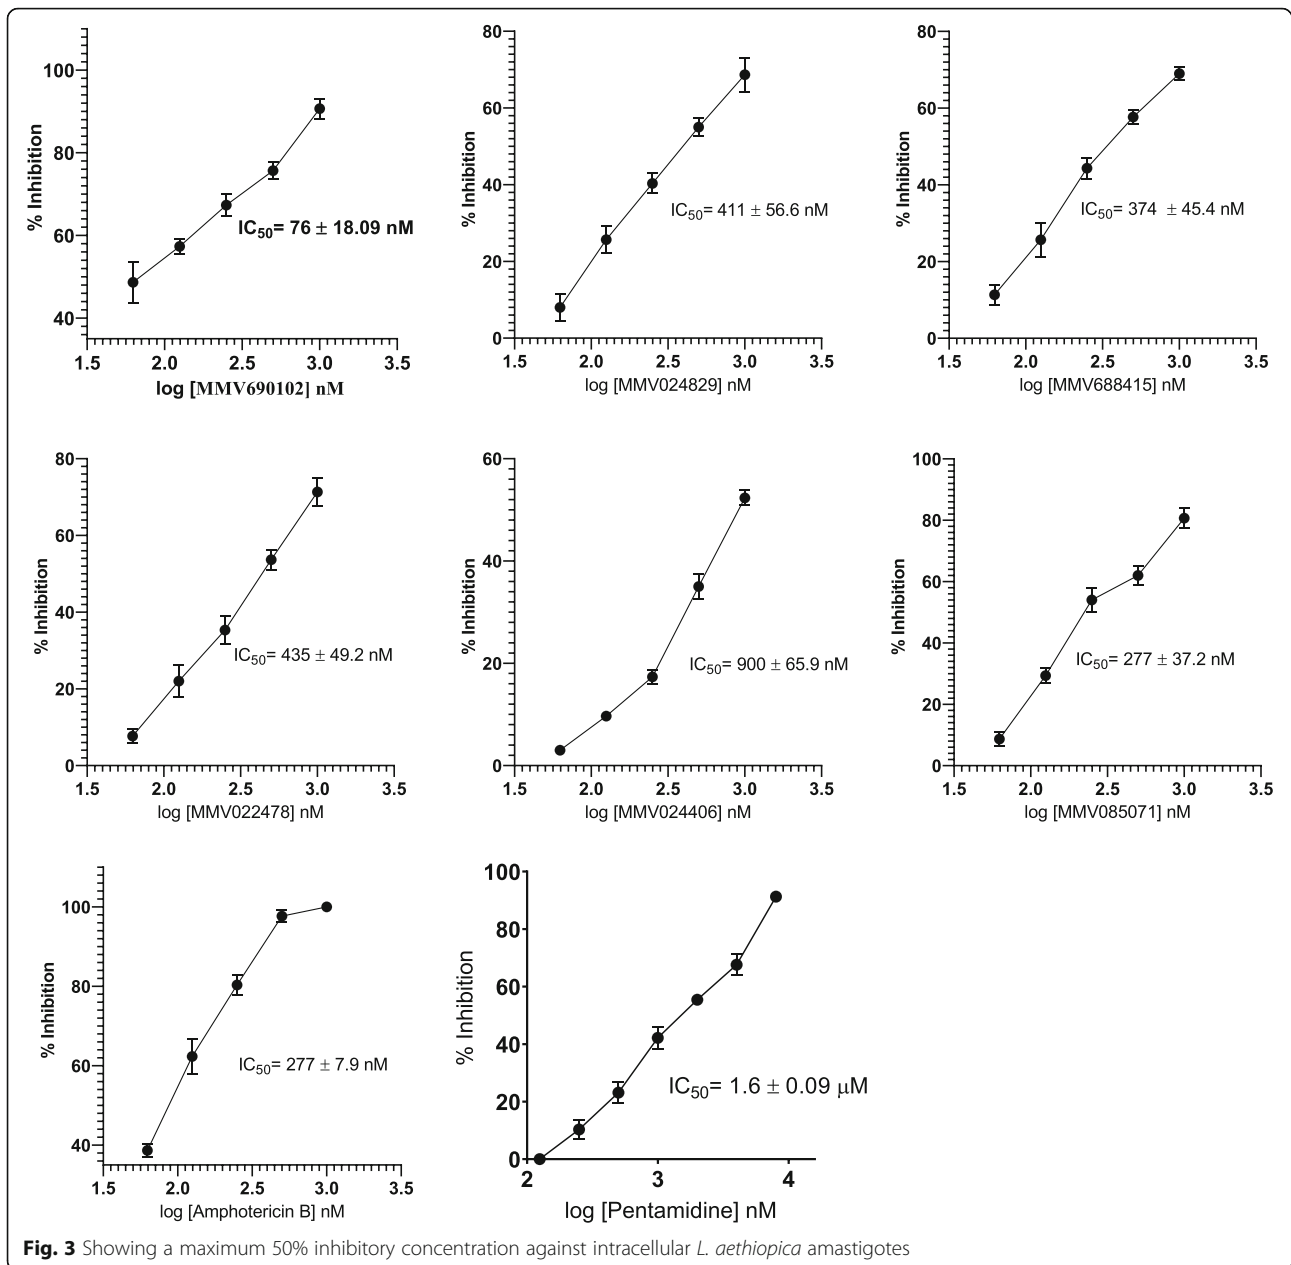 100
80
60
40
% Inhibition
IC50= 76 ± 18.09 nM
1.5 2.0 2.5 3.0 3.5
log [MMV690102] nM
80
60
40
20
0
% Inhibition
IC50= 411 ± 56.6 nM
1.5 2.0 2.5 3.0 3.5
log [MMV024829] nM
80
60
40
20
0
% Inhibition
IC50= 374 ± 45.4 nM
1.5 2.0 2.5 3.0 3.5
log [MMV688415] nM
80
60
40
20
0
% Inhibition
IC50= 435 ± 49.2 nM
1.5 2.0 2.5 3.0 3.5
log [MMV022478] nM
60
40
20
0
% Inhibition
IC50= 900 ± 65.9 nM
1.5 2.0 2.5 3.0 3.5
log [MMV024406] nM
100
80
60
40
20
0
% Inhibition
IC50= 277 ± 37.2 nM
1.5 2.0 2.5 3.0 3.5
log [MMV085071] nM
100
80
60
40
% Inhibition
IC50= 277 ± 7.9 nM
1.5 2.0 2.5 3.0 3.5
log [Amphotericin B] nM
100
80
60
40
20
0
% Inhibition
IC50= 1.6 ± 0.09 μM
2 3 4
log [Pentamidine] nM
Fig. 3 Showing a maximum 50% inhibitory concentration against intracellular L. aethiopica amastigotes